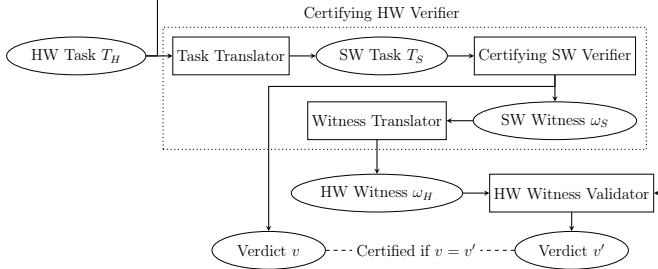 Certifying HW Verifier
HW Task T_H
Task Translator
SW Task T_S
Certifying SW Verifier
Witness Translator
SW Witness ω_S
HW Witness ω_H
HW Witness Validator
Verdict v
Certified if v = v′
Verdict v′